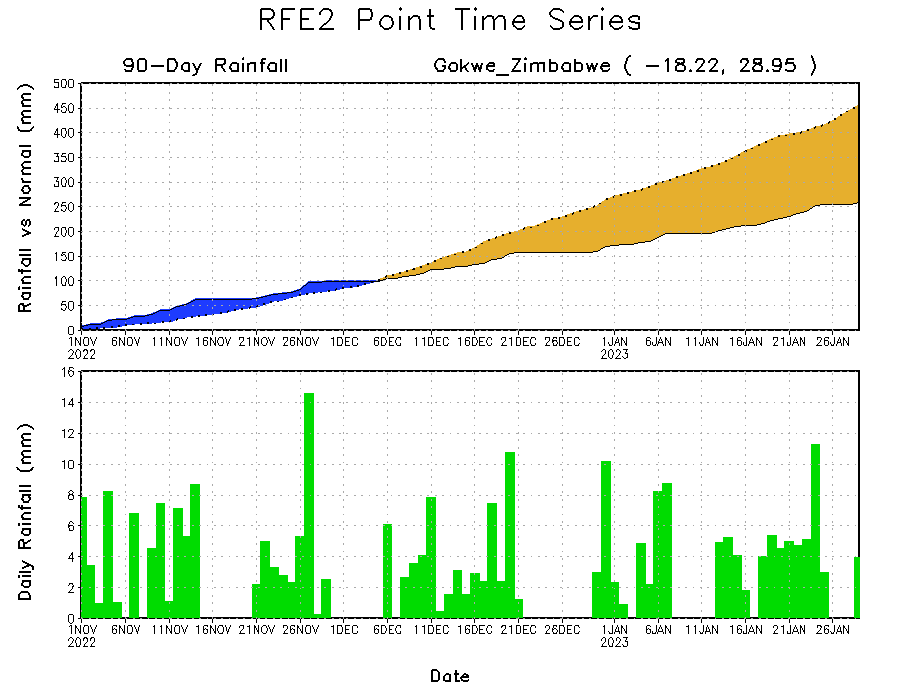 RFE2 Point Time Series
90-Day Rainfall
Gokwe_Zimbabwe ( -18.22, 28.95 )
Rainfall vs Normal (mm)
500
450
400
350
300
250
200
150
100
50
0
1NOV 6NOV 11NOV 16NOV 21NOV 26NOV 1DEC 6DEC 11DEC 16DEC 21DEC 26DEC 1JAN 6JAN 11JAN 16JAN 21JAN 26JAN
2022 2023
Daily Rainfall (mm)
16
14
12
10
8
6
4
2
0
1NOV 6NOV 11NOV 16NOV 21NOV 26NOV 1DEC 6DEC 11DEC 16DEC 21DEC 26DEC 1JAN 6JAN 11JAN 16JAN 21JAN 26JAN
2022 2023
Date